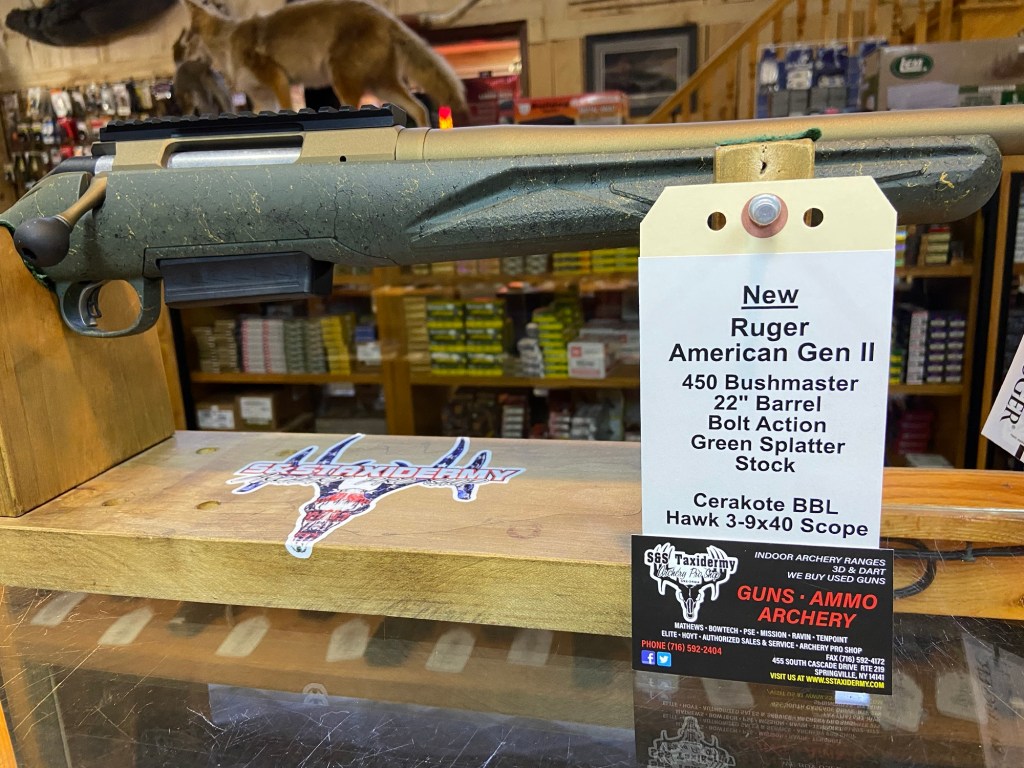 New
Ruger
American Gen II
450 Bushmaster
22" Barrel
Bolt Action
Green Splatter
Stock
Cerakote BBL
Hawk 3-9x40 Scope
S&S Taxidermy
Archery Pro Shop
INDOOR ARCHERY RANGES
3D & DART
WE BUY USED GUNS
GUNS · AMMO
ARCHERY
MATHEWS · BOWTECH · PSE · MISSION · RAVIN · TENPOINT
ELITE · HOYT · AUTHORIZED SALES & SERVICE · ARCHERY PRO SHOP
PHONE (716) 592-2404
FAX (716) 592-4172
455 SOUTH CASCADE DRIVE RTE 219
SPRINGVILLE, NY 14141
VISIT US AT WWW.SSTAXIDERMY.COM
S&S TAXIDERMY